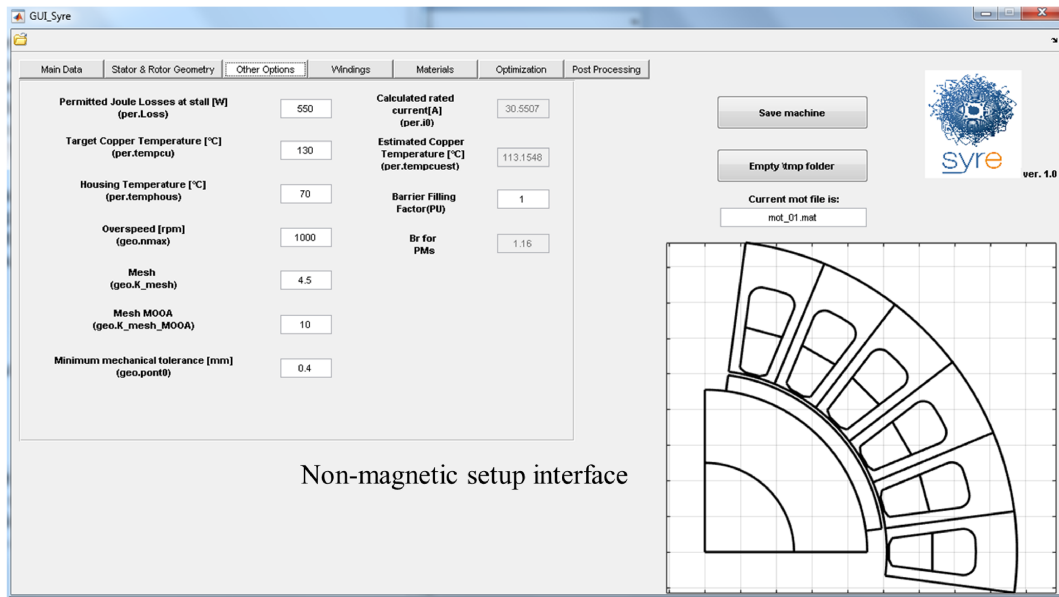 GUI_Syre
Main Data
Stator & Rotor Geometry
Other Options
Windings
Materials
Optimization
Post Processing
Permitted Joule Losses at stall [W]
(per.Loss)
550
Target Copper Temperature [°C]
(per.tempcu)
130
Housing Temperature [°C]
(per.temphous)
70
Overspeed [rpm]
(geo.nmax)
1000
Mesh
(geo.K_mesh)
4.5
Mesh MOOA
(geo.K_mesh_MOOA)
10
Minimum mechanical tolerance [mm]
(geo.pont0)
0.4
Calculated rated
current[A]
(per.i0)
30.5507
Estimated Copper
Temperature [°C]
(per.tempcuest)
113.1548
Barrier Filling
Factor(PU)
1
Br for
PMs
1.16
Save machine
Empty \tmp folder
Current mot file is:
mot_01.mat
syre
ver. 1.0
Non-magnetic setup interface